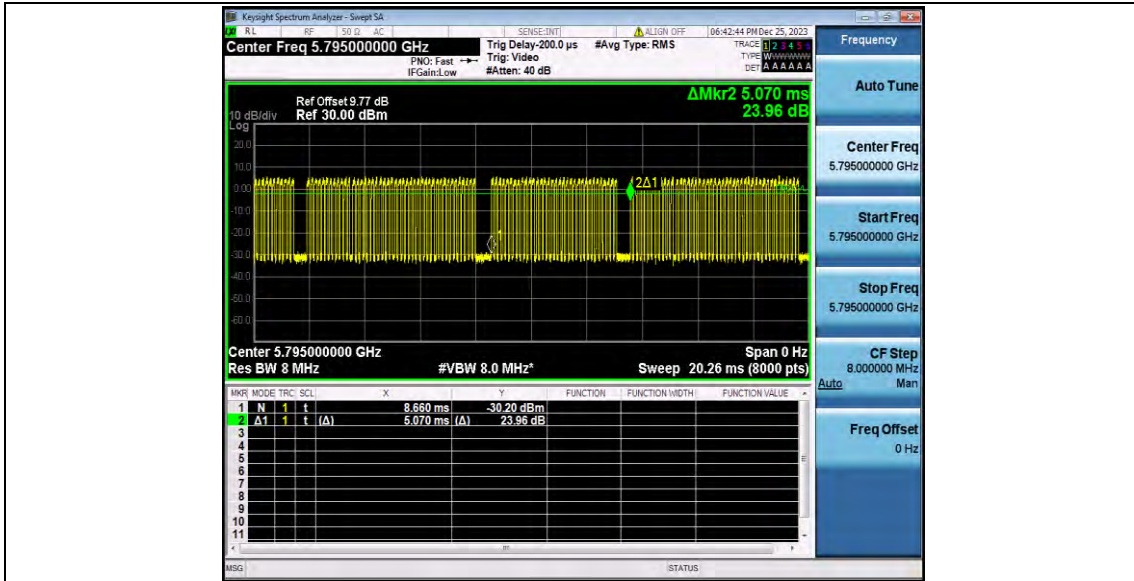 Keysight Spectrum Analyzer - Swept SA
RL RF 50 Ω AC SENSE:INT ALIGN OFF 06:42:44 PM Dec 25, 2023
Center Freq 5.795000000 GHz
PNO: Fast
IFGain:Low
Trig Delay-200.0 µs
Trig: Video
#Atten: 40 dB
#Avg Type: RMS
TRACE 1 2 3 4 5 6
TYPE W
DET A A A A A A
ΔMkr2 5.070 ms
23.96 dB
Ref Offset 9.77 dB
10 dB/div Ref 30.00 dBm
Log
20.0
10.0
0.00
-10.0
-20.0
-30.0
-40.0
-50.0
-60.0
2Δ1
Center 5.795000000 GHz Span 0 Hz
Res BW 8 MHz #VBW 8.0 MHz* Sweep 20.26 ms (8000 pts)
MKR MODE TRC SCL X Y FUNCTION FUNCTION WIDTH FUNCTION VALUE
1 N 1 t 8.660 ms -30.20 dBm
2 Δ1 1 t (Δ) 5.070 ms (Δ) 23.96 dB
3
4
5
6
7
8
9
10
11
MSG STATUS
Frequency
Auto Tune
Center Freq
5.795000000 GHz
Start Freq
5.795000000 GHz
Stop Freq
5.795000000 GHz
CF Step
8.000000 MHz
Auto Man
Freq Offset
0 Hz